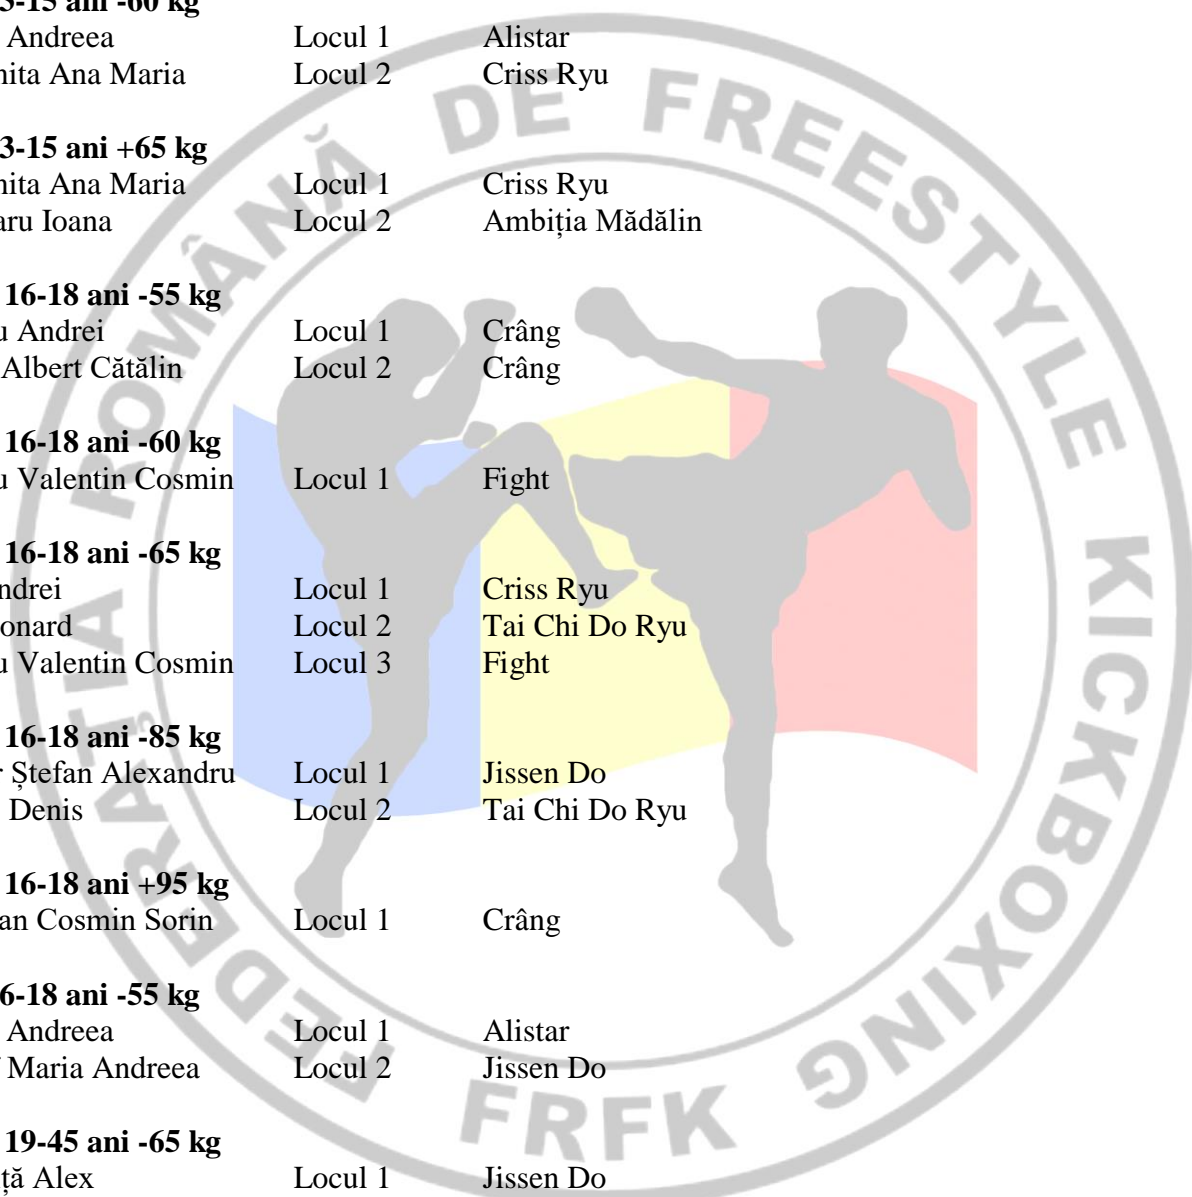 3-15 ani -60 kg
Andreea Locul 1 Alistar
nita Ana Maria Locul 2 Criss Ryu
3-15 ani +65 kg
nita Ana Maria Locul 1 Criss Ryu
aru Ioana Locul 2 Ambiția Mădălin
16-18 ani -55 kg
u Andrei Locul 1 Crâng
Albert Cătălin Locul 2 Crâng
16-18 ani -60 kg
u Valentin Cosmin Locul 1 Fight
16-18 ani -65 kg
ndrei Locul 1 Criss Ryu
onard Locul 2 Tai Chi Do Ryu
u Valentin Cosmin Locul 3 Fight
16-18 ani -85 kg
r Ștefan Alexandru Locul 1 Jissen Do
Denis Locul 2 Tai Chi Do Ryu
16-18 ani +95 kg
an Cosmin Sorin Locul 1 Crâng
6-18 ani -55 kg
Andreea Locul 1 Alistar
Maria Andreea Locul 2 Jissen Do
19-45 ani -65 kg
ță Alex Locul 1 Jissen Do
FEDERAȚIA ROMÂNĂ DE FREESTYLE KICKBOXING
FRFK